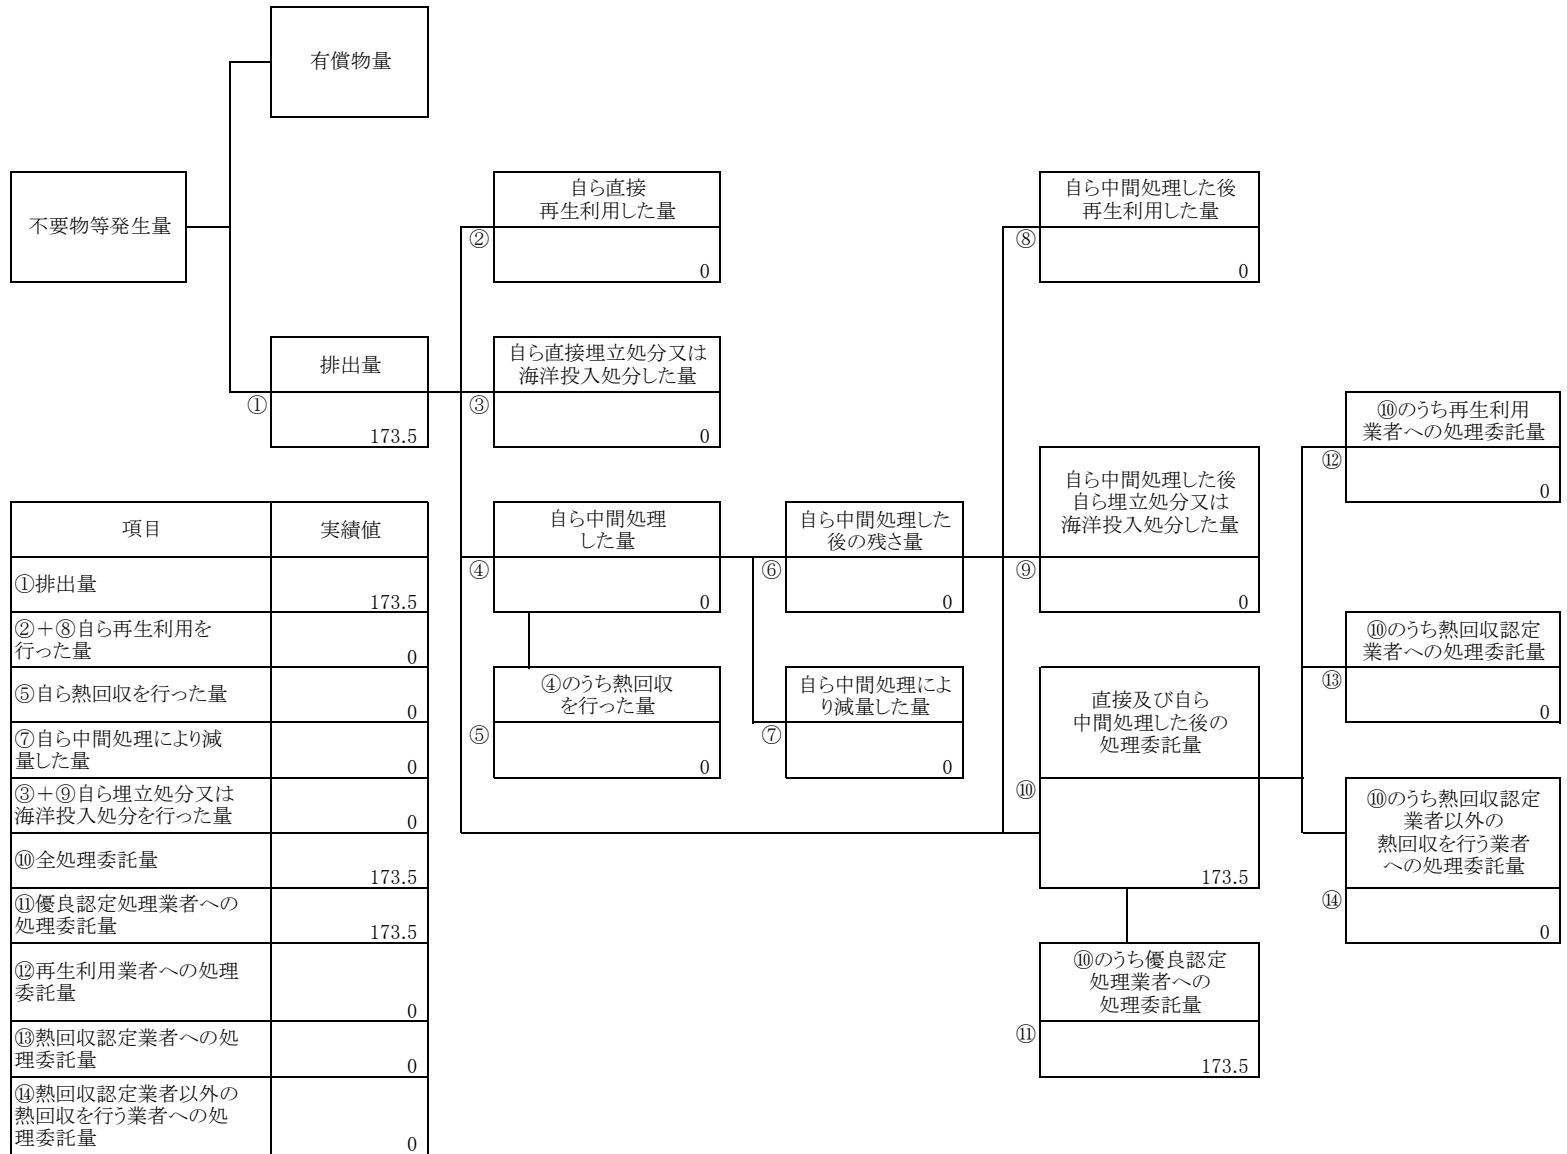 有償物量
不要物等発生量
自ら直接
再生利用した量
②
0
自ら中間処理した後
再生利用した量
⑧
0
排出量
①
173.5
自ら直接埋立処分又は
海洋投入処分した量
③
0
⑩のうち再生利用
業者への処理委託量
⑫
0
自ら中間処理
した量
④
0
自ら中間処理した
後の残さ量
⑥
0
自ら中間処理した後
自ら埋立処分又は
海洋投入処分した量
⑨
0
⑩のうち熱回収認定
業者への処理委託量
⑬
0
④のうち熱回収
を行った量
⑤
0
自ら中間処理によ
り減量した量
⑦
0
直接及び自ら
中間処理した後の
処理委託量
⑩
173.5
⑩のうち熱回収認定
業者以外の
熱回収を行う業者
への処理委託量
⑭
0
⑩のうち優良認定
処理業者への
処理委託量
⑪
173.5
項目 実績値
①排出量
173.5
②+⑧自ら再生利用を
行った量
0
⑤自ら熱回収を行った量
0
⑦自ら中間処理により減
量した量
0
③+⑨自ら埋立処分又は
海洋投入処分を行った量
0
⑩全処理委託量
173.5
⑪優良認定処理業者への
処理委託量
173.5
⑫再生利用業者への処理
委託量
0
⑬熱回収認定業者への処
理委託量
0
⑭熱回収認定業者以外の
熱回収を行う業者への処
理委託量
0